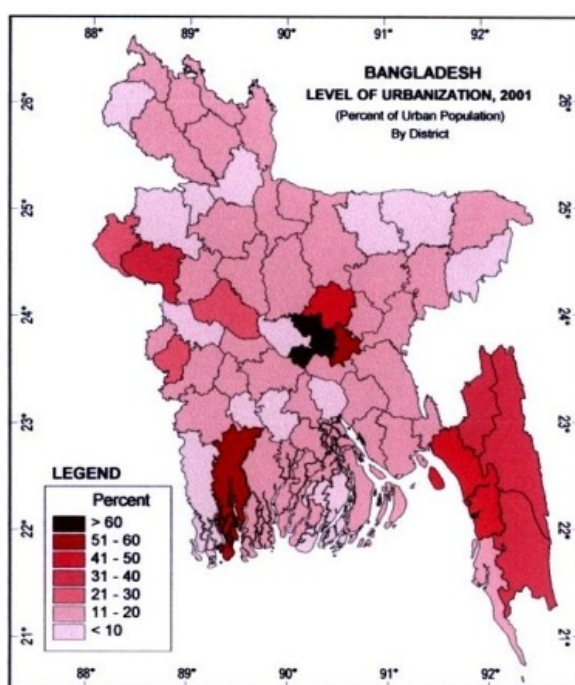 88° 89° 90° 91° 92°
BANGLADESH
LEVEL OF URBANIZATION, 2001
(Percent of Urban Population)
By District
26° 26°
25° 25°
24° 24°
23° 23°
22° 22°
21° 21°
LEGEND
Percent
> 60
51 - 60
41 - 50
31 - 40
21 - 30
11 - 20
< 10
88° 89° 90° 91° 92°